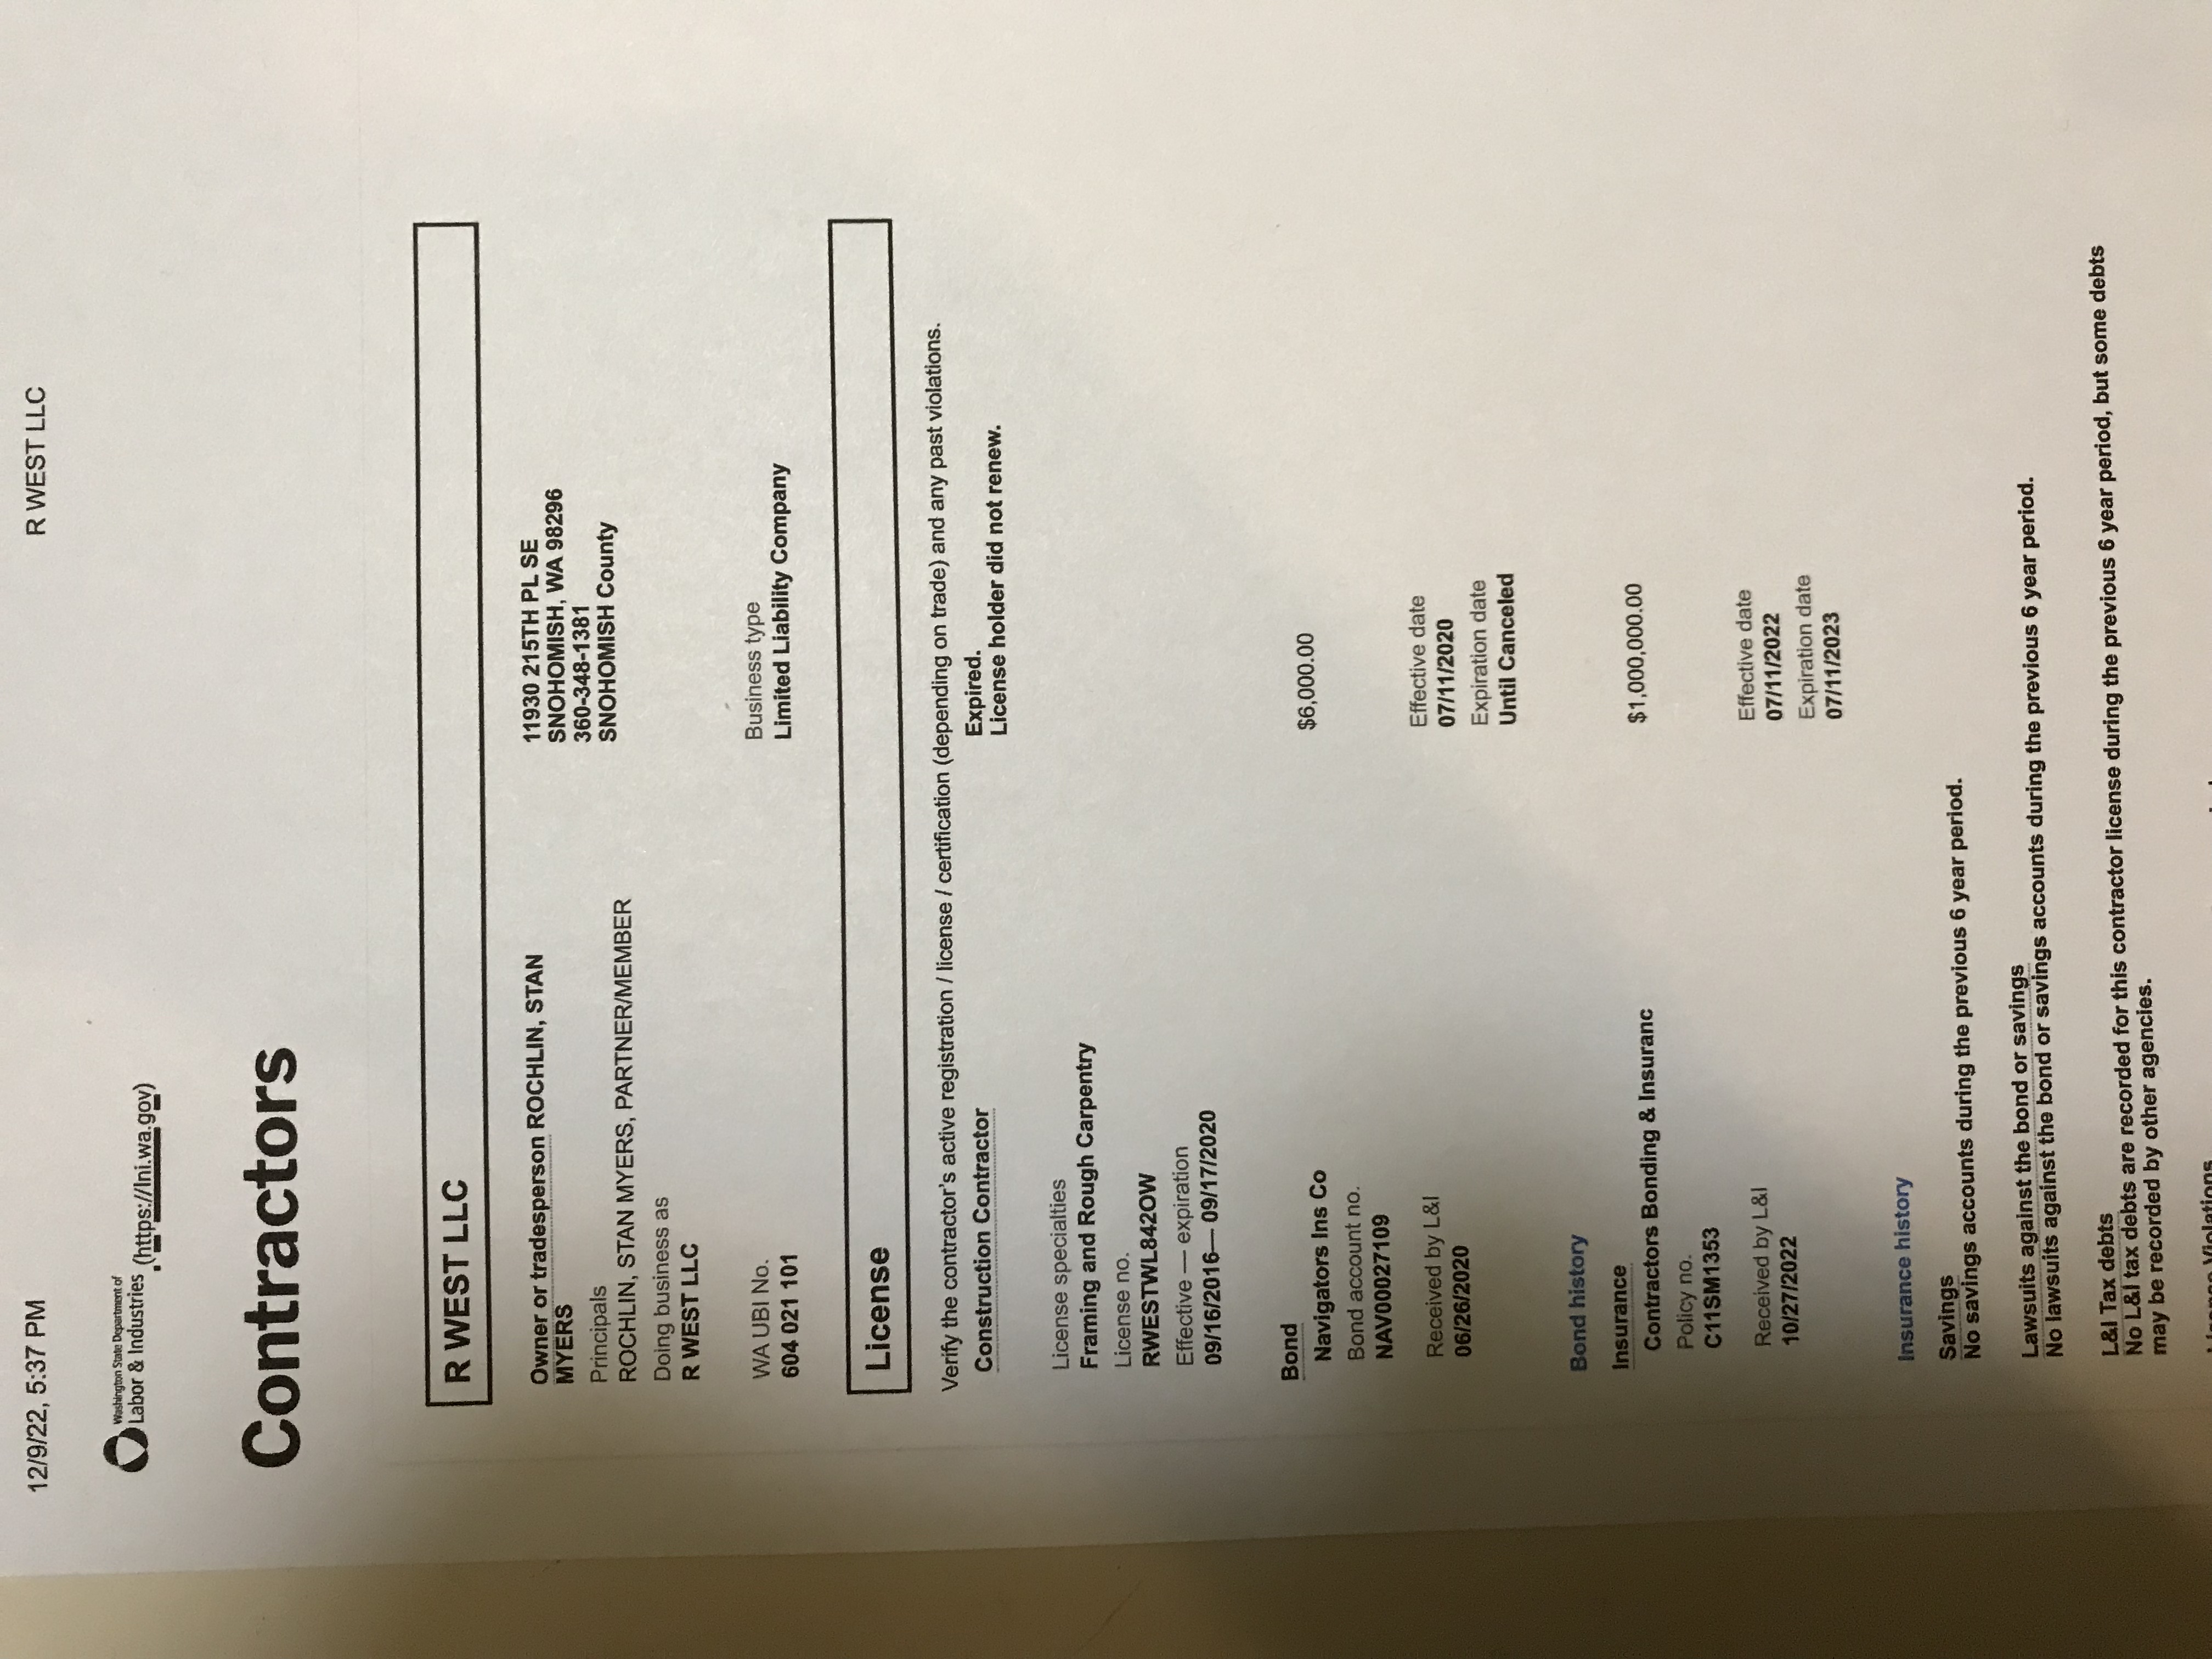 12/9/22, 5:37 PM
R WEST LLC
Washington State Department of
Labor & Industries (https://lni.wa.gov)
Contractors
R WEST LLC
Owner or tradesperson ROCHLIN, STAN
MYERS
Principals
ROCHLIN, STAN MYERS, PARTNER/MEMBER
Doing business as
R WEST LLC
11930 215TH PL SE
SNOHOMISH, WA 98296
360-348-1381
SNOHOMISH County
WA UBI No.
604 021 101
Business type
Limited Liability Company
License
Verify the contractor's active registration / license / certification (depending on trade) and any past violations.
Construction Contractor
Expired.
License holder did not renew.
License specialties
Framing and Rough Carpentry
License no.
RWESTWL842OW
Effective — expiration
09/16/2016— 09/17/2020
Bond
Navigators Ins Co
$6,000.00
Bond account no.
NAV00027109
Received by L&I
06/26/2020
Effective date
07/11/2020
Expiration date
Until Canceled
Bond history
Insurance
Contractors Bonding & Insuranc
$1,000,000.00
Policy no.
C11SM1353
Received by L&I
10/27/2022
Effective date
07/11/2022
Expiration date
07/11/2023
Insurance history
Savings
No savings accounts during the previous 6 year period.
Lawsuits against the bond or savings
No lawsuits against the bond or savings accounts during the previous 6 year period.
L&I Tax debts
No L&I tax debts are recorded for this contractor license during the previous 6 year period, but some debts
may be recorded by other agencies.
License Violations